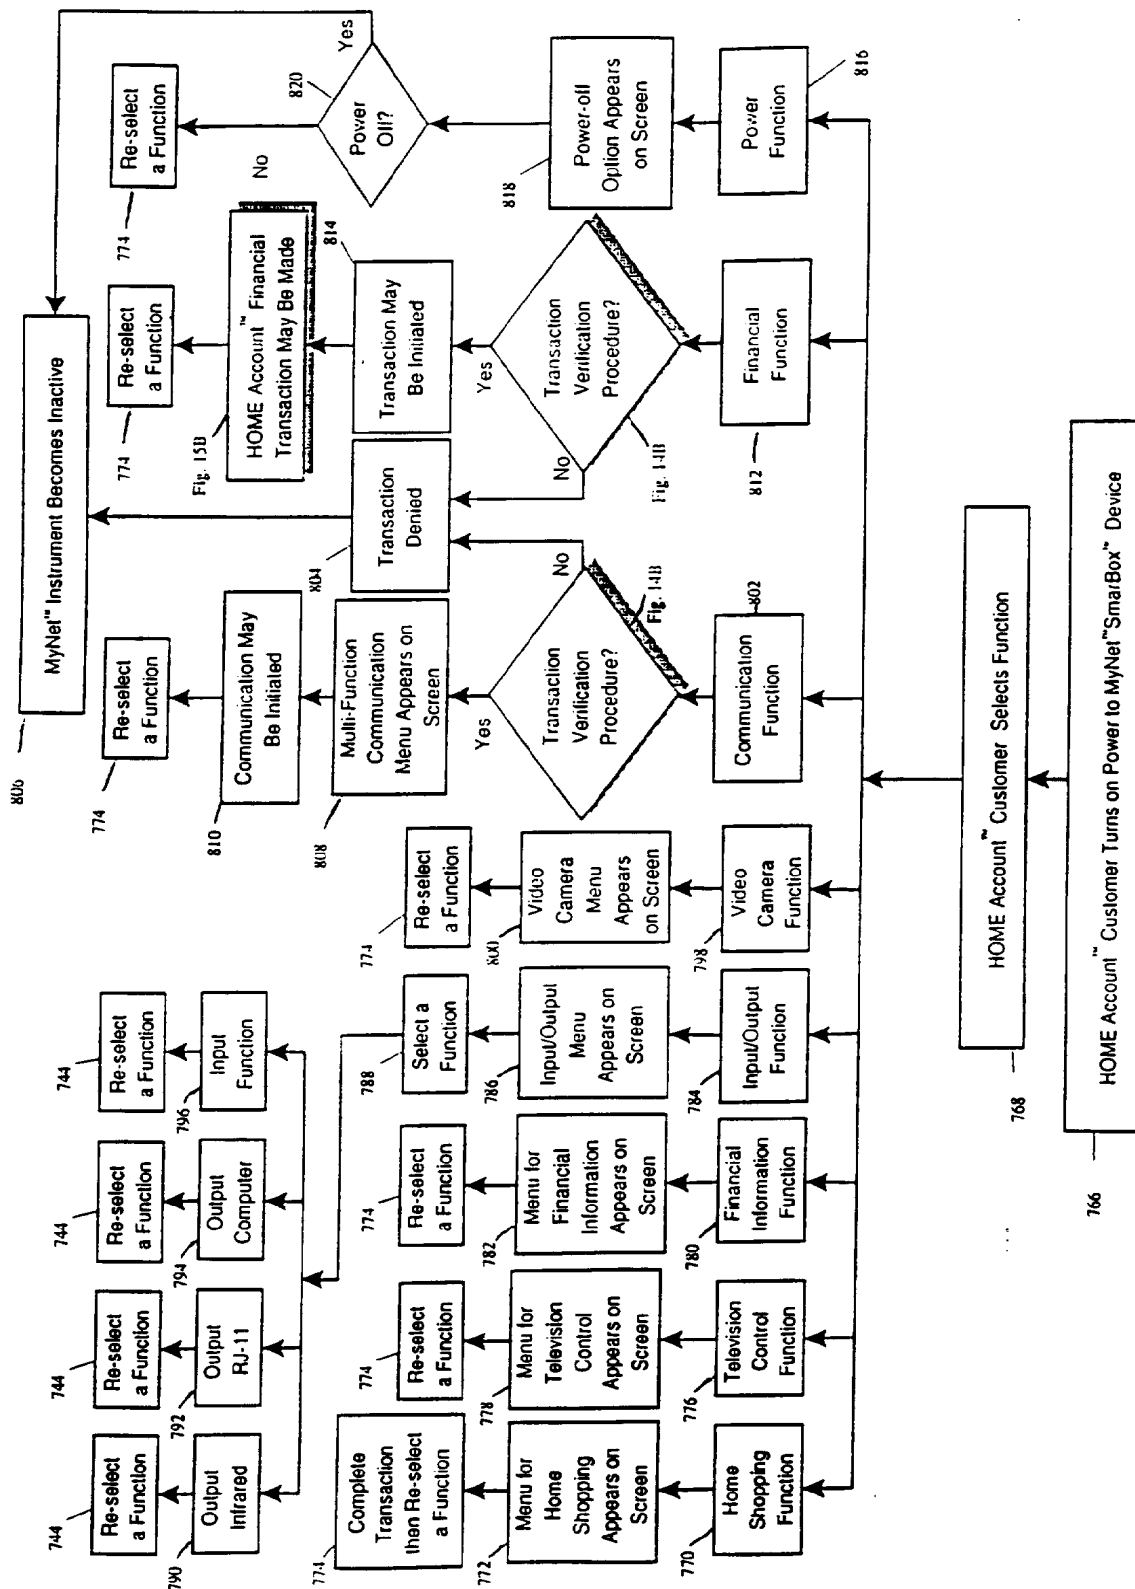 806
MyNet™ Instrument Becomes Inactive
774
Re-select
a Function
774
Re-select
a Function
774
Re-select
a Function
Yes
810
Communication May
Be Initiated
Fig. 15B
HOME Account™ Financial
Transaction May Be Made
No
820
Power
Off?
808
Multi-Function
Communication
Menu Appears on
Screen
804
Transaction
Denied
814
Transaction May
Be Initiated
Yes
No
Yes
No
Transaction
Verification
Procedure?
Fig. 14B
Transaction
Verification
Procedure?
Fig. 14B
818
Power-off
Option Appears
on Screen
802
Communication
Function
812
Financial
Function
816
Power
Function
744
Re-select
a Function
744
Re-select
a Function
744
Re-select
a Function
744
Re-select
a Function
790
Output
Infrared
792
Output
RJ-11
794
Output
Computer
796
Input
Function
774
Complete
Transaction
then Re-select
a Function
774
Re-select
a Function
774
Re-select
a Function
788
Select a
Function
774
Re-select
a Function
772
Menu for
Home
Shopping
Appears on
Screen
778
Menu for
Television
Control
Appears on
Screen
782
Menu for
Financial
Information
Appears on
Screen
786
Input/Output
Menu
Appears on
Screen
800
Video
Camera
Menu
Appears
on Screen
770
Home
Shopping
Function
776
Television
Control
Function
780
Financial
Information
Function
784
Input/Output
Function
798
Video
Camera
Function
768
HOME Account™ Customer Selects Function
766
HOME Account™ Customer Turns on Power to MyNet™SmarBox™ Device